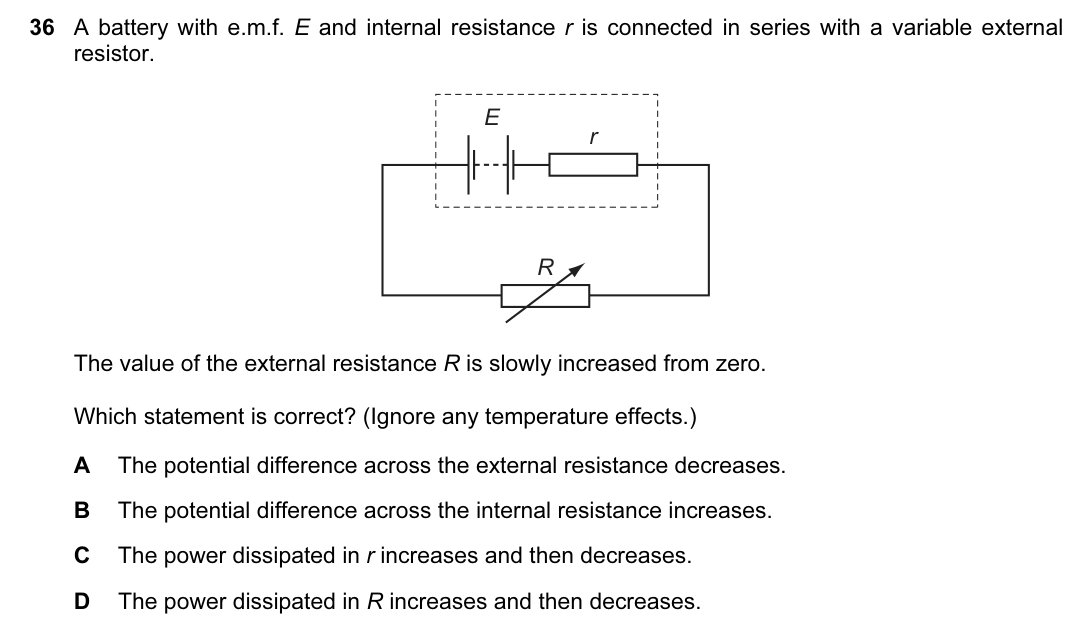 36 A battery with e.m.f. E and internal resistance r is connected in series with a variable external
resistor.
E
r
R
The value of the external resistance R is slowly increased from zero.
Which statement is correct? (Ignore any temperature effects.)
A The potential difference across the external resistance decreases.
B The potential difference across the internal resistance increases.
C The power dissipated in r increases and then decreases.
D The power dissipated in R increases and then decreases.